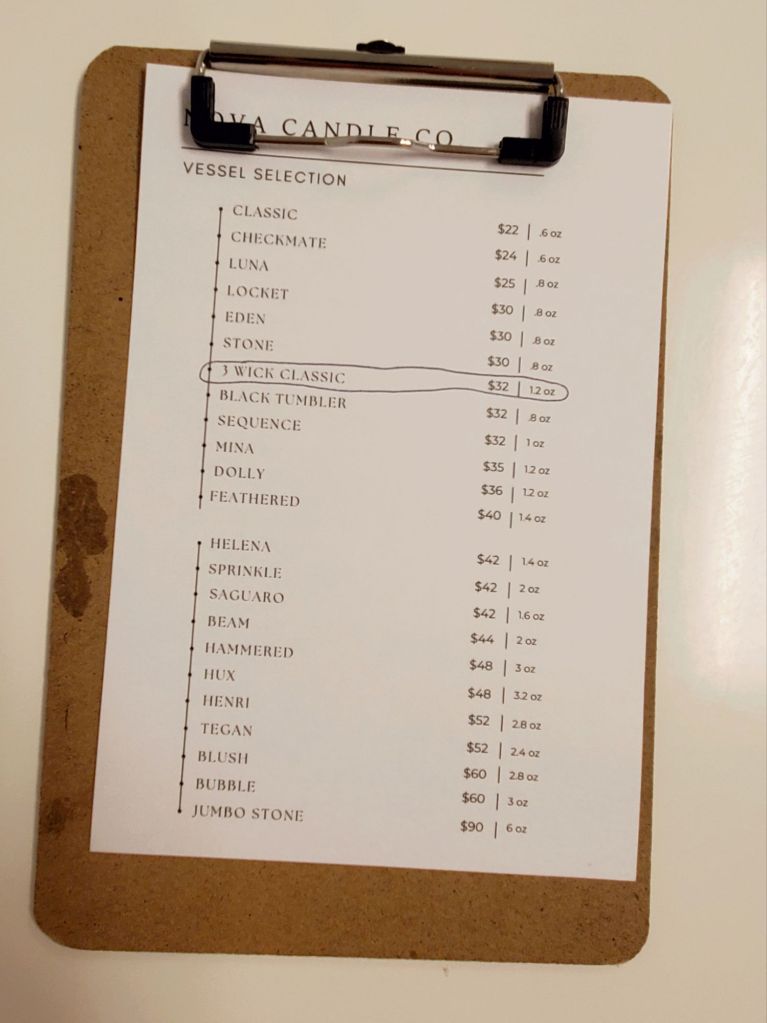 NOVA CANDLE CO
VESSEL SELECTION
CLASSIC $22 | .6 oz
CHECKMATE $24 | .6 oz
LUNA $25 | .8 oz
LOCKET $30 | .8 oz
EDEN $30 | .8 oz
STONE $30 | .8 oz
3 WICK CLASSIC $32 | 1.2 oz
BLACK TUMBLER $32 | .8 oz
SEQUENCE $32 | 1 oz
MINA $35 | 1.2 oz
DOLLY $36 | 1.2 oz
FEATHERED $40 | 1.4 oz
HELENA $42 | 1.4 oz
SPRINKLE $42 | 2 oz
SAGUARO $42 | 1.6 oz
BEAM $44 | 2 oz
HAMMERED $48 | 3 oz
HUX $48 | 3.2 oz
HENRI $52 | 2.8 oz
TEGAN $52 | 2.4 oz
BLUSH $60 | 2.8 oz
BUBBLE $60 | 3 oz
JUMBO STONE $90 | 6 oz